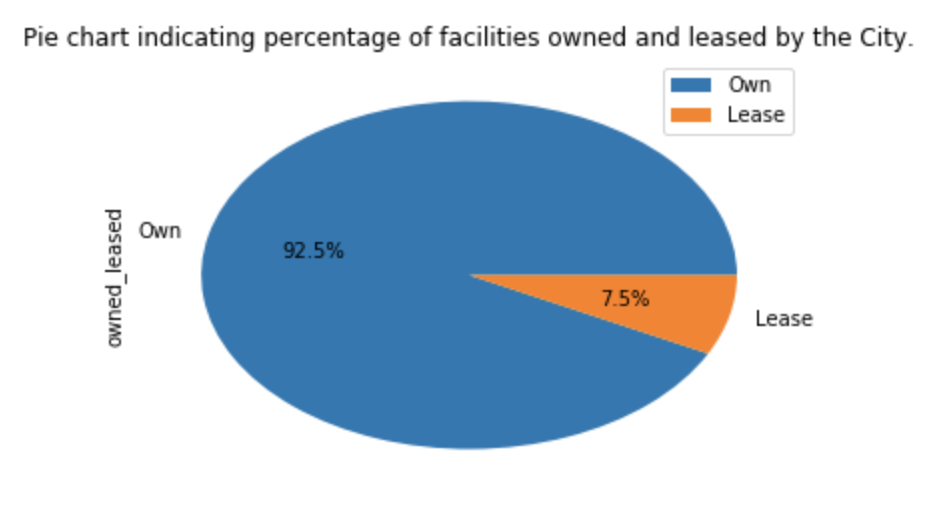 Pie chart indicating percentage of facilities owned and leased by the City.
Own
Lease
owned_leased
Own
92.5%
7.5%
Lease